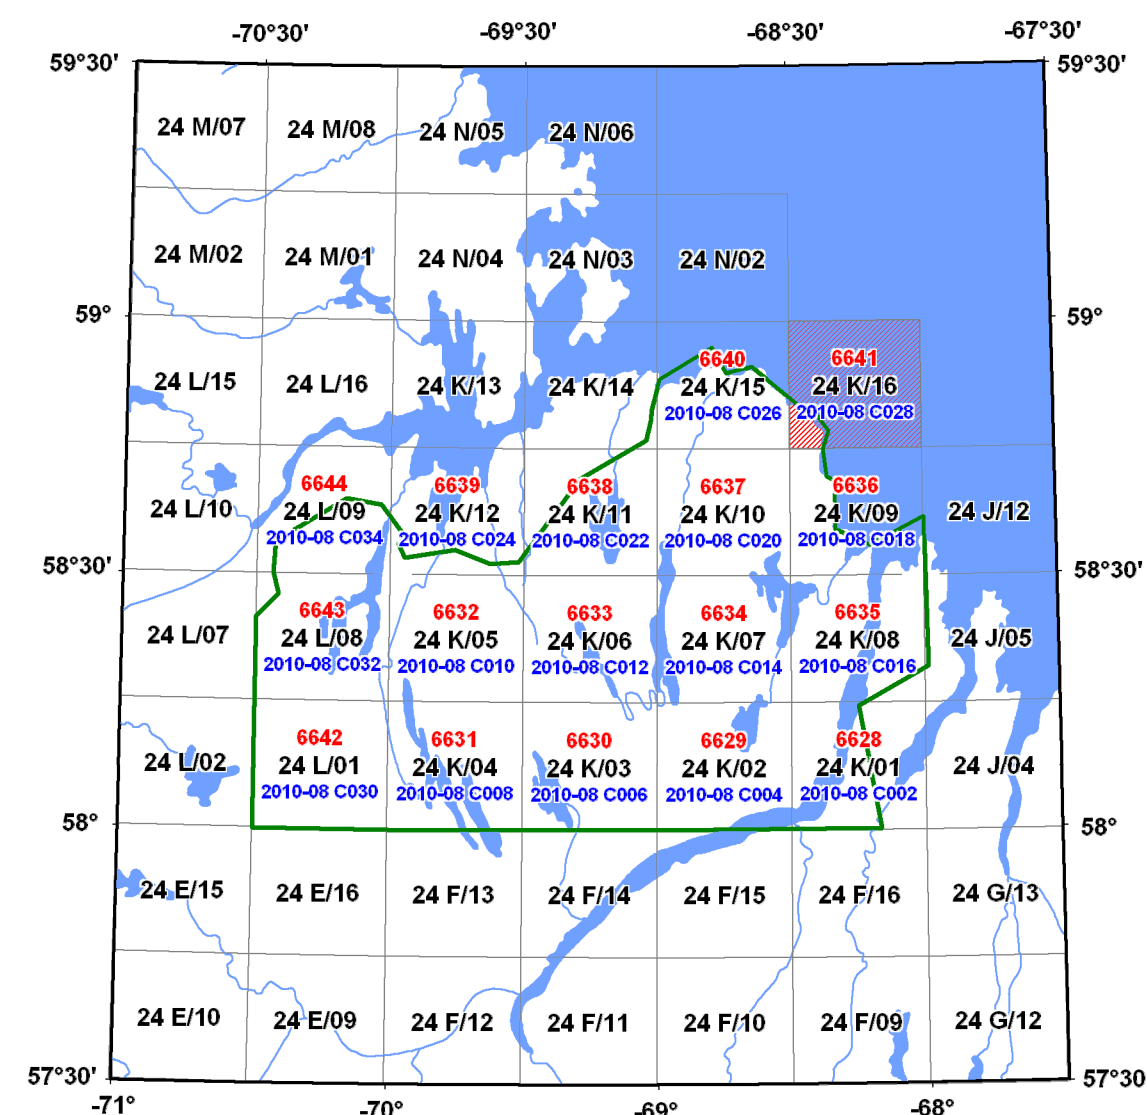 -70°30' -69°30' -68°30' -67°30'
59°30' 59°30'
24 M/07 24 M/08 24 N/05 24 N/06
24 M/02 24 M/01 24 N/04 24 N/03 24 N/02
59° 59°
6640 6641
24 L/15 24 L/16 24 K/13 24 K/14 24 K/15 24 K/16
2010-08 C026 2010-08 C028
6644 6639 6638 6637 6636
24 L/10 24 L/09 24 K/12 24 K/11 24 K/10 24 K/09 24 J/12
2010-08 C034 2010-08 C024 2010-08 C022 2010-08 C020 2010-08 C018
58°30' 58°30'
6643 6632 6633 6634 6635
24 L/07 24 L/08 24 K/05 24 K/06 24 K/07 24 K/08 24 J/05
2010-08 C032 2010-08 C010 2010-08 C012 2010-08 C014 2010-08 C016
6642 6631 6630 6629 6628
24 L/02 24 L/01 24 K/04 24 K/03 24 K/02 24 K/01 24 J/04
2010-08 C030 2010-08 C008 2010-08 C006 2010-08 C004 2010-08 C002
58° 58°
24 E/15 24 E/16 24 F/13 24 F/14 24 F/15 24 F/16 24 G/13
24 E/10 24 E/09 24 F/12 24 F/11 24 F/10 24 F/09 24 G/12
57°30' 57°30'
-71° -70° -69° -68°